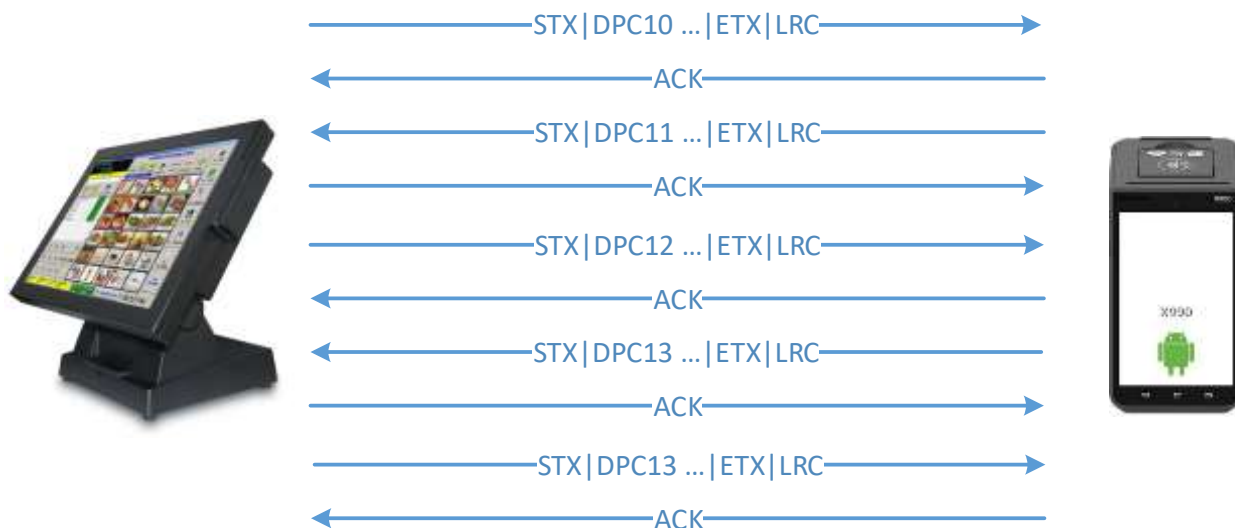 STX|DPC10 ...|ETX|LRC
ACK
STX|DPC11 ...|ETX|LRC
ACK
STX|DPC12 ...|ETX|LRC
ACK
STX|DPC13 ...|ETX|LRC
ACK
STX|DPC13 ...|ETX|LRC
ACK
X990